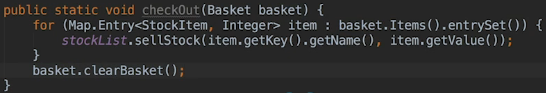 public static void checkOut(Basket basket) {
    for (Map.Entry<StockItem, Integer> item : basket.Items().entrySet()) {
        stockList.sellStock(item.getKey().getName(), item.getValue());
    }
    basket.clearBasket();
}